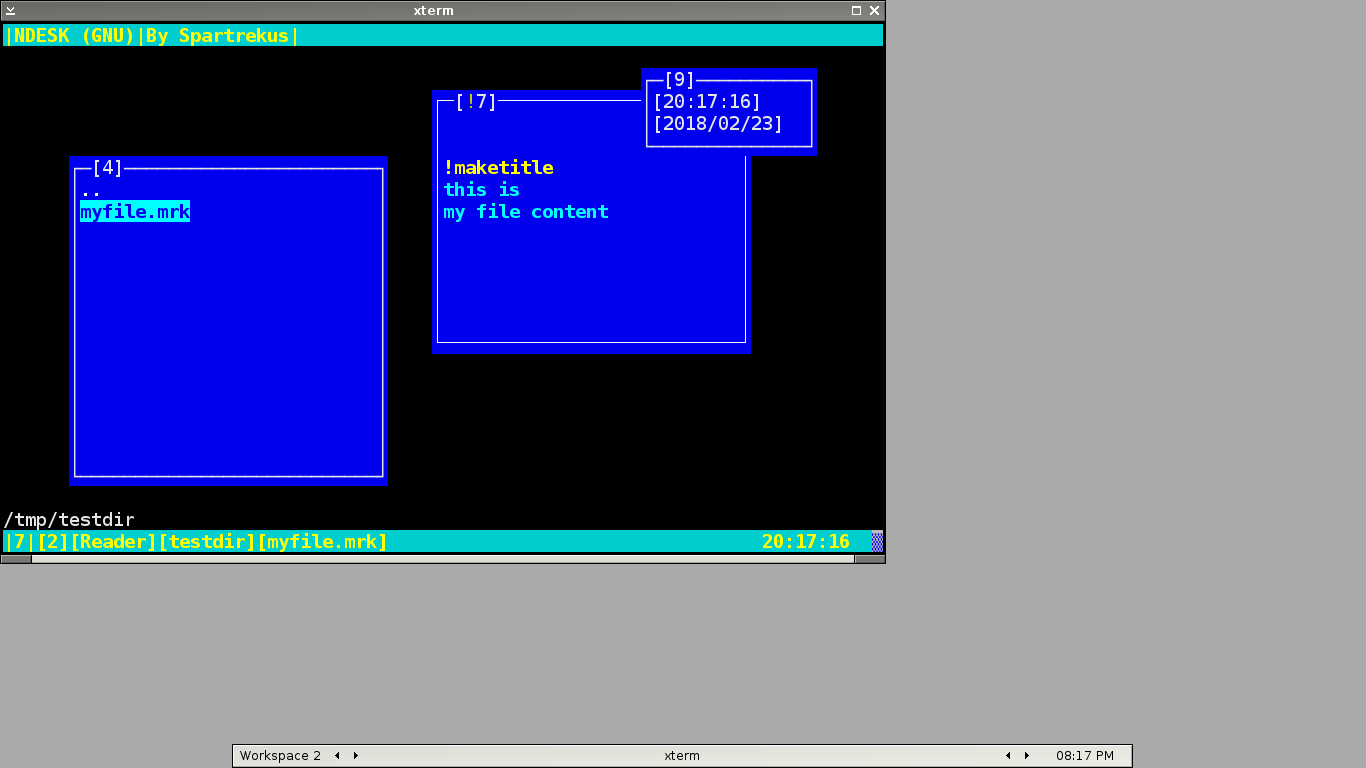 xterm
|NDESK (GNU)|By Spartrekus|
[9]
[20:17:16]
[2018/02/23]
[!7]
!maketitle
this is
my file content
[4]
..
myfile.mrk
/tmp/testdir
|7|[2][Reader][testdir][myfile.mrk] 20:17:16
Workspace 2 xterm 08:17 PM